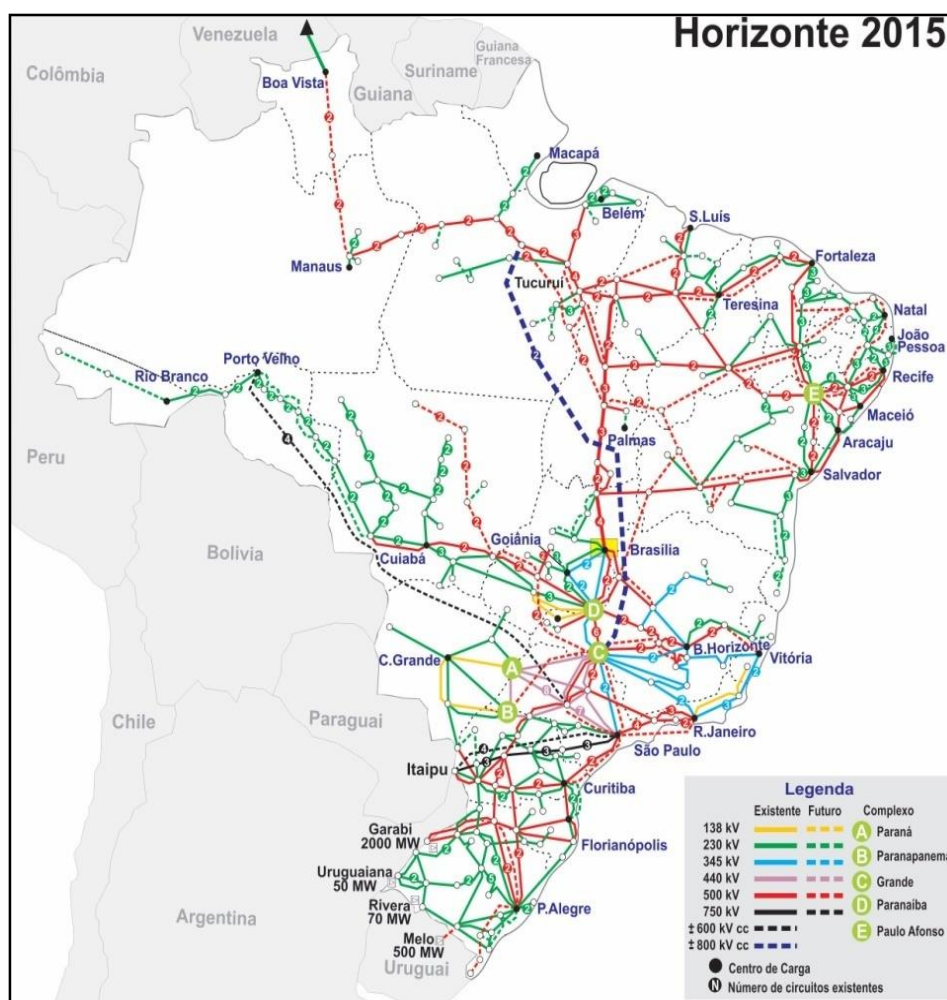 Horizonte 2015
Venezuela
Guiana
Francesa
Suriname
Colômbia
Boa Vista
Guiana
Macapá
Belém
S.Luís
Manaus
Fortaleza
Tucuruí
Teresina
Natal
João
Pessoa
Porto Velho
Rio Branco
Recife
E
Maceió
Palmas
Aracaju
Peru
Salvador
Goiânia
Brasília
Bolívia
Cuiabá
D
B.Horizonte
C
Vitória
C.Grande
A
B
Chile
Paraguai
R.Janeiro
São Paulo
Itaipu
Curitiba
Garabi
2000 MW
Florianópolis
Uruguaiana
50 MW
Rivera
70 MW
P.Alegre
Melo
500 MW
Argentina
Uruguai
Legenda
Existente Futuro Complexo
138 kV A Paraná
230 kV B Paranapanema
345 kV C Grande
440 kV D Paranaiba
500 kV E Paulo Afonso
750 kV
±600 kV cc
±800 kV cc
Centro de Carga
N Número de circuitos existentes